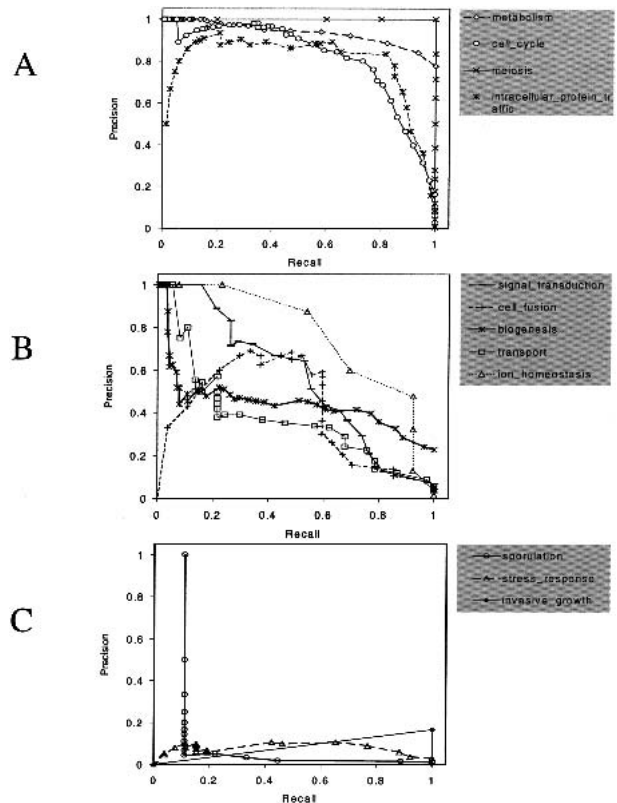 A
1
0.8
0.6
0.4
0.2
0
Precision
0 0.2 0.4 0.6 0.8 1
Recall
metabolism
cell_cycle
meiosis
intracellular_protein_tr
affic
B
1
0.8
0.6
0.4
0.2
0
Precision
0 0.2 0.4 0.6 0.8 1
Recall
signal_transduction
cell_fusion
biogenesis
transport
ion_homeostasis
C
1
0.8
0.6
0.4
0.2
0
Precision
0 0.2 0.4 0.6 0.8 1
Recall
sporulation
stress_response
invasive_growth